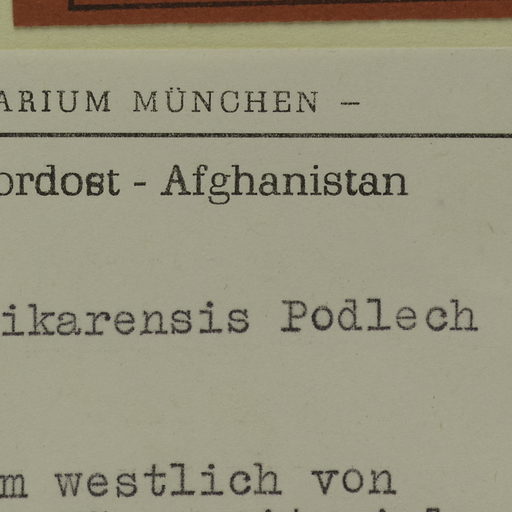 ARIUM MÜNCHEN –
ordost - Afghanistan
ikarensis Podlech
m westlich von